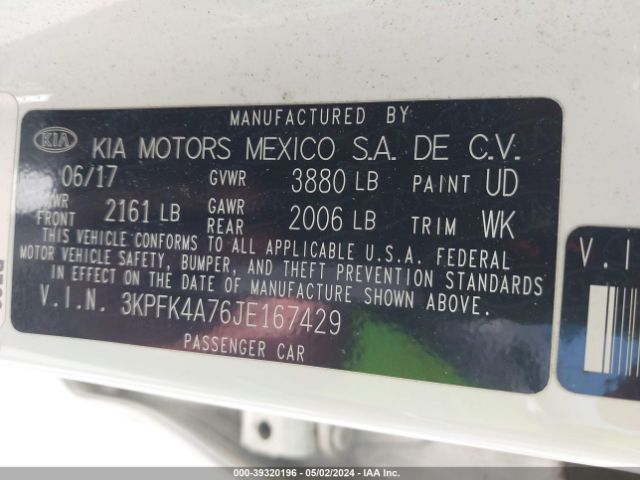 MANUFACTURED BY
KIA KIA MOTORS MEXICO S.A. DE C.V.
06/17 GVWR 3880 LB PAINT UD
FRONT 2161 LB GAWR REAR 2006 LB TRIM WK
THIS VEHICLE CONFORMS TO ALL APPLICABLE U.S.A. FEDERAL
MOTOR VEHICLE SAFETY, BUMPER, AND THEFT PREVENTION STANDARDS
IN EFFECT ON THE DATE OF MANUFACTURE SHOWN ABOVE.
V.I.N. 3KPFK4A76JE167429
PASSENGER CAR
V.I
000-39320196 - 05/02/2024 - IAA Inc.